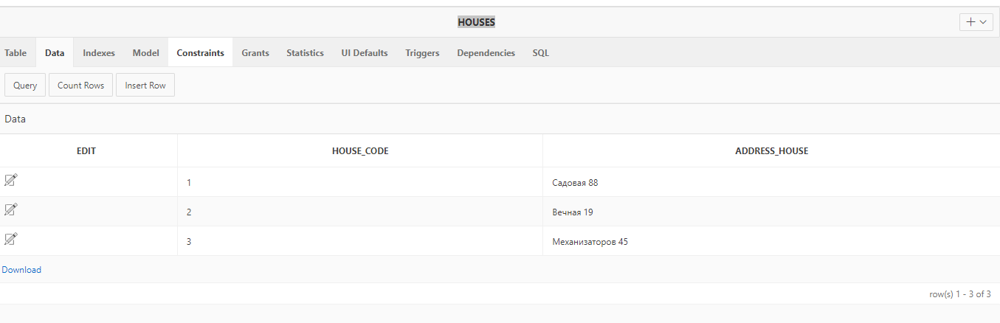 HOUSES
Table Data Indexes Model Constraints Grants Statistics UI Defaults Triggers Dependencies SQL
Query Count Rows Insert Row
Data
EDIT HOUSE_CODE ADDRESS_HOUSE
1 Садовая 88
2 Вечная 19
3 Механизаторов 45
Download
row(s) 1 - 3 of 3